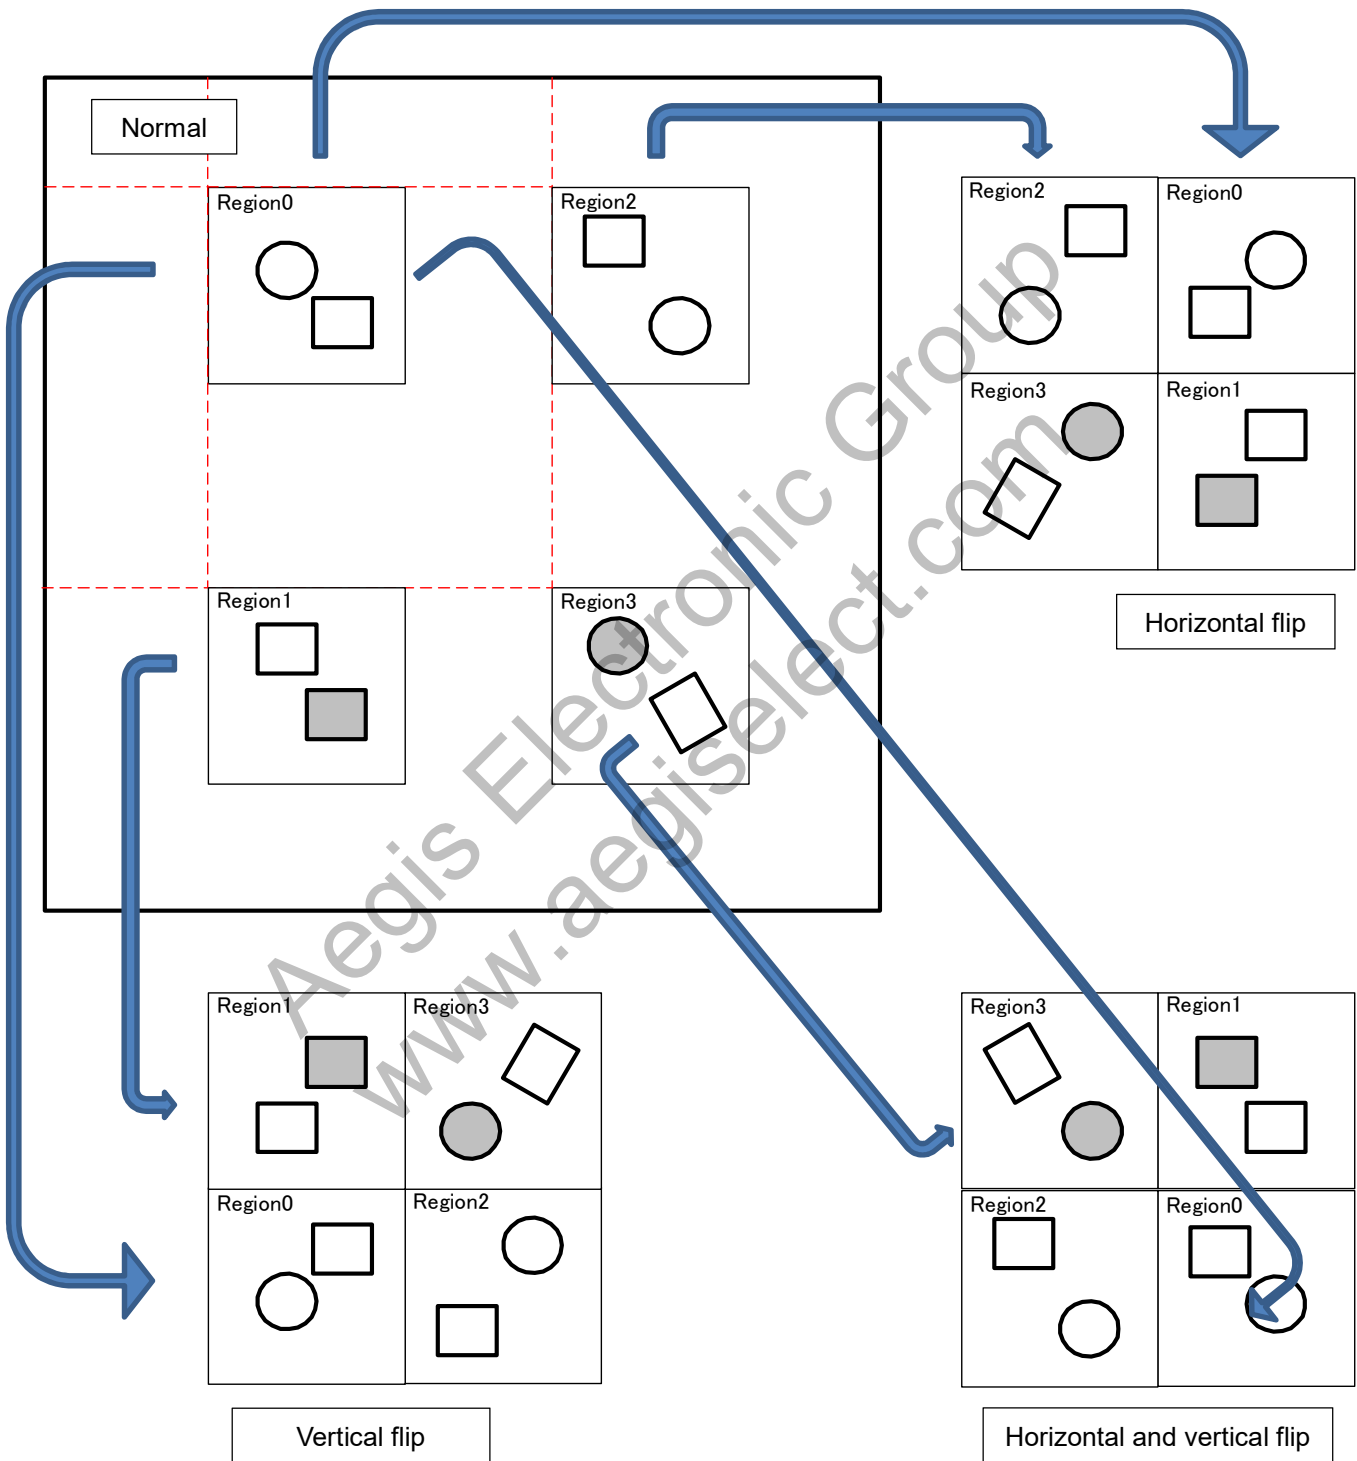 Normal
Region0
Region2
Region2
Region0
Region3
Region1
Horizontal flip
Region1
Region3
Aegis Electronic Group
www.aegiselect.com
Region1
Region3
Region3
Region1
Region0
Region2
Region2
Region0
Vertical flip
Horizontal and vertical flip